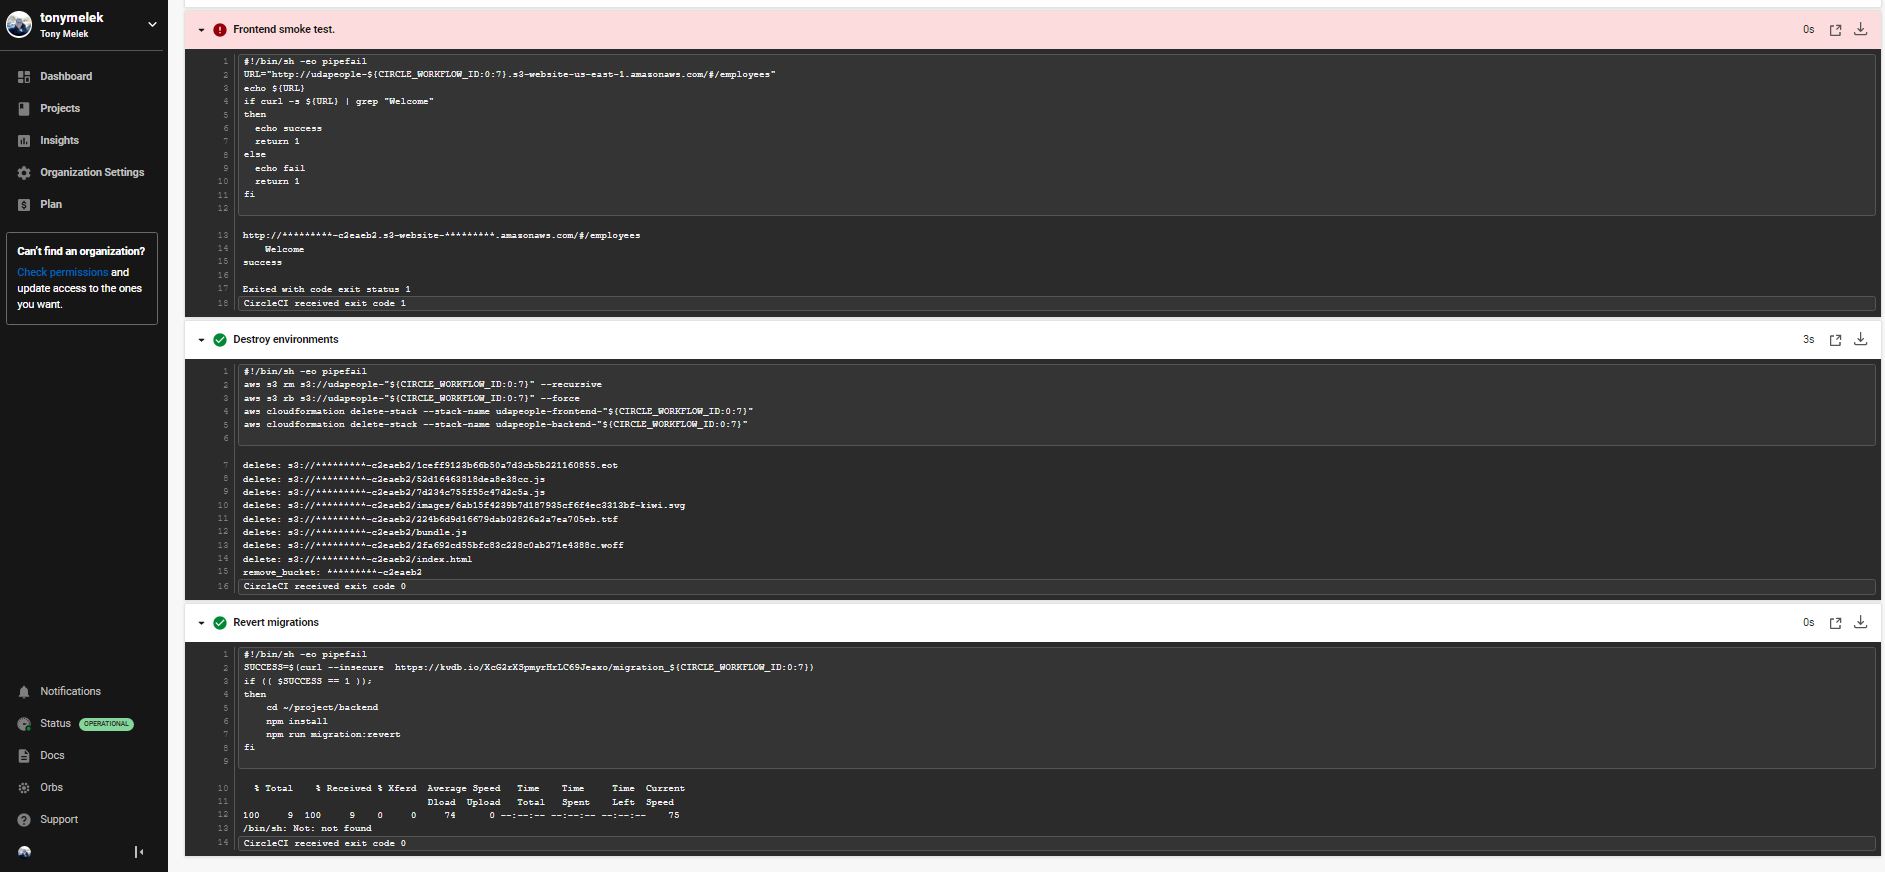 tonymelek
Tony Melek
Dashboard
Projects
Insights
Organization Settings
Plan
Can't find an organization?
Check permissions and
update access to the ones
you want.
Notifications
Status OPERATIONAL
Docs
Orbs
Support
Frontend smoke test. 0s
1 #!/bin/sh -eo pipefail
2 URL="http://udapeople-${CIRCLE_WORKFLOW_ID:0:7}.s3-website-us-east-1.amazonaws.com/#/employees"
3 echo ${URL}
4 if curl -s ${URL} | grep "Welcome"
5 then
6 echo success
7 return 1
8 else
9 echo fail
10 return 1
11 fi
12
13 http://*********-c2eaeb2.s3-website-*********.amazonaws.com/#/employees
14 Welcome
15 success
16
17 Exited with code exit status 1
18 CircleCI received exit code 1
Destroy environments 3s
1 #!/bin/sh -eo pipefail
2 aws s3 rm s3://udapeople-"${CIRCLE_WORKFLOW_ID:0:7}" --recursive
3 aws s3 rb s3://udapeople-"${CIRCLE_WORKFLOW_ID:0:7}" --force
4 aws cloudformation delete-stack --stack-name udapeople-frontend-"${CIRCLE_WORKFLOW_ID:0:7}"
5 aws cloudformation delete-stack --stack-name udapeople-backend-"${CIRCLE_WORKFLOW_ID:0:7}"
6
7 delete: s3://*********-c2eaeb2/1ceff9123b66b50a7d3cb5b221160855.eot
8 delete: s3://*********-c2eaeb2/52d16463818dea8e38cc.js
9 delete: s3://*********-c2eaeb2/7d234c755f55c47d2c5a.js
10 delete: s3://*********-c2eaeb2/images/6ab15f4239b7d187935cf6f4ec3313bf-kiwi.svg
11 delete: s3://*********-c2eaeb2/224b6d9d16679dab02826a2a7ea705eb.ttf
12 delete: s3://*********-c2eaeb2/bundle.js
13 delete: s3://*********-c2eaeb2/2fa692cd55bfc83c228c0ab271e4388c.woff
14 delete: s3://*********-c2eaeb2/index.html
15 remove_bucket: *********-c2eaeb2
16 CircleCI received exit code 0
Revert migrations 0s
1 #!/bin/sh -eo pipefail
2 SUCCESS=$(curl --insecure  https://kvdb.io/XcG2rXSpmyrHrLC69Jeaxo/migration_${CIRCLE_WORKFLOW_ID:0:7})
3 if (( $SUCCESS == 1 ));
4 then
5 cd ~/project/backend
6 npm install
7 npm run migration:revert
8 fi
9
10 % Total % Received % Xferd Average Speed Time Time Time Current
11 Dload Upload Total Spent Left Speed
12 100 9 100 9 0 0 74 0 --:--:-- --:--:-- --:--:-- 75
13 /bin/sh: Not: not found
14 CircleCI received exit code 0